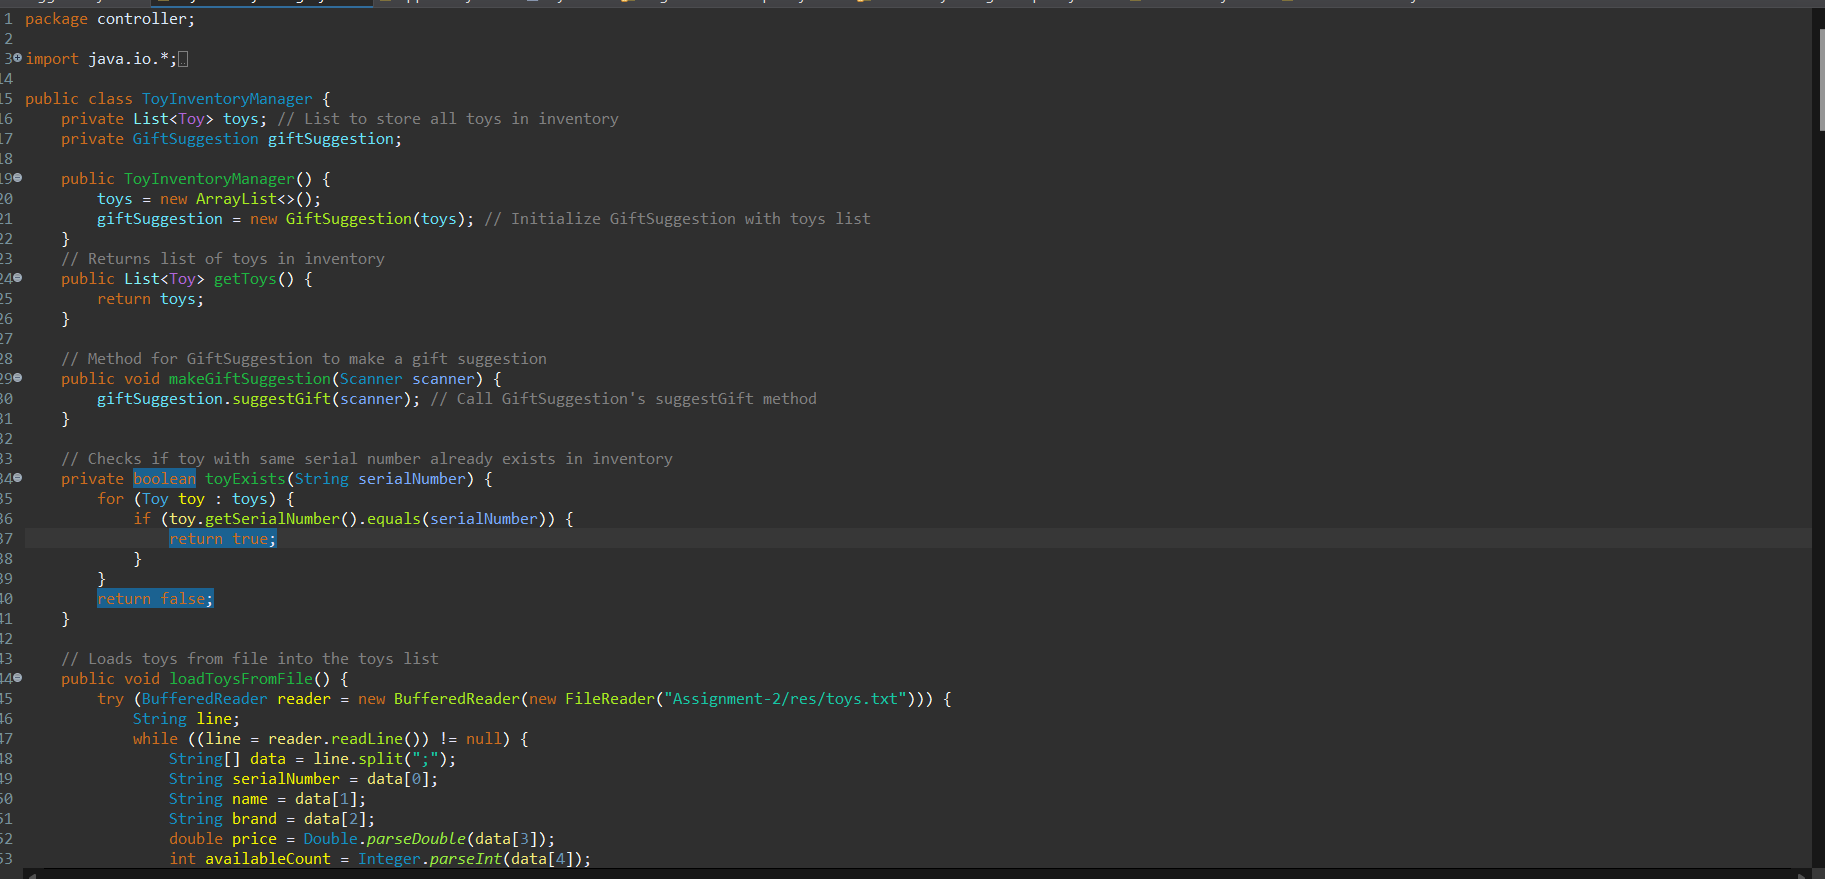 1 package controller;
2
3 import java.io.*;
14
15 public class ToyInventoryManager {
16 private List<Toy> toys; // List to store all toys in inventory
17 private GiftSuggestion giftSuggestion;
18
19 public ToyInventoryManager() {
20 toys = new ArrayList<>();
21 giftSuggestion = new GiftSuggestion(toys); // Initialize GiftSuggestion with toys list
22 }
23 // Returns list of toys in inventory
24 public List<Toy> getToys() {
25 return toys;
26 }
27
28 // Method for GiftSuggestion to make a gift suggestion
29 public void makeGiftSuggestion(Scanner scanner) {
30 giftSuggestion.suggestGift(scanner); // Call GiftSuggestion's suggestGift method
31 }
32
33 // Checks if toy with same serial number already exists in inventory
34 private boolean toyExists(String serialNumber) {
35 for (Toy toy : toys) {
36 if (toy.getSerialNumber().equals(serialNumber)) {
37 return true;
38 }
39 }
40 return false;
41 }
42
43 // Loads toys from file into the toys list
44 public void loadToysFromFile() {
45 try (BufferedReader reader = new BufferedReader(new FileReader("Assignment-2/res/toys.txt"))) {
46 String line;
47 while ((line = reader.readLine()) != null) {
48 String[] data = line.split(";");
49 String serialNumber = data[0];
50 String name = data[1];
51 String brand = data[2];
52 double price = Double.parseDouble(data[3]);
53 int availableCount = Integer.parseInt(data[4]);